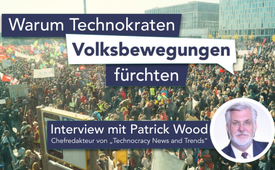 Warum Technokraten
Volksbewegungen
fürchten
Interview mit Patrick Wood
Chefredakteur von „Technocracy News and Trends"